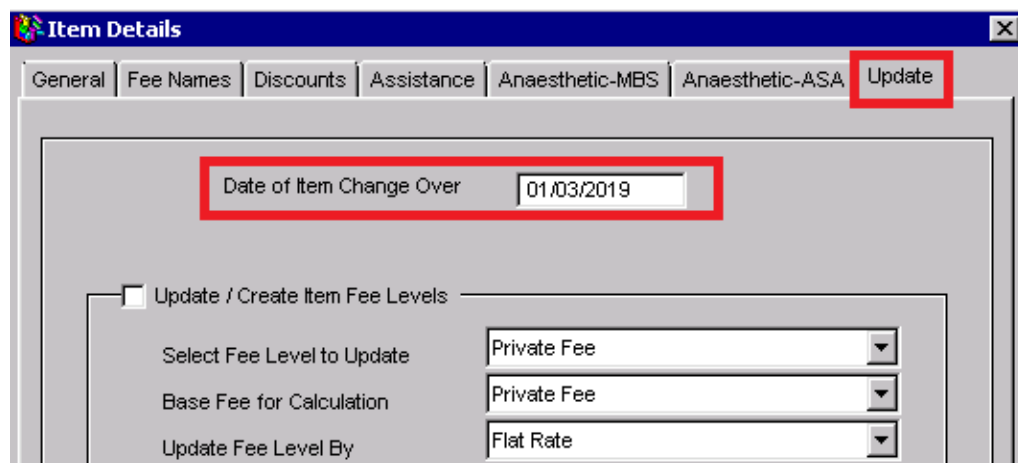 Item Details
General Fee Names Discounts Assistance Anaesthetic-MBS Anaesthetic-ASA Update
Date of Item Change Over 01/03/2019
Update / Create Item Fee Levels
Select Fee Level to Update Private Fee
Base Fee for Calculation Private Fee
Update Fee Level By Flat Rate